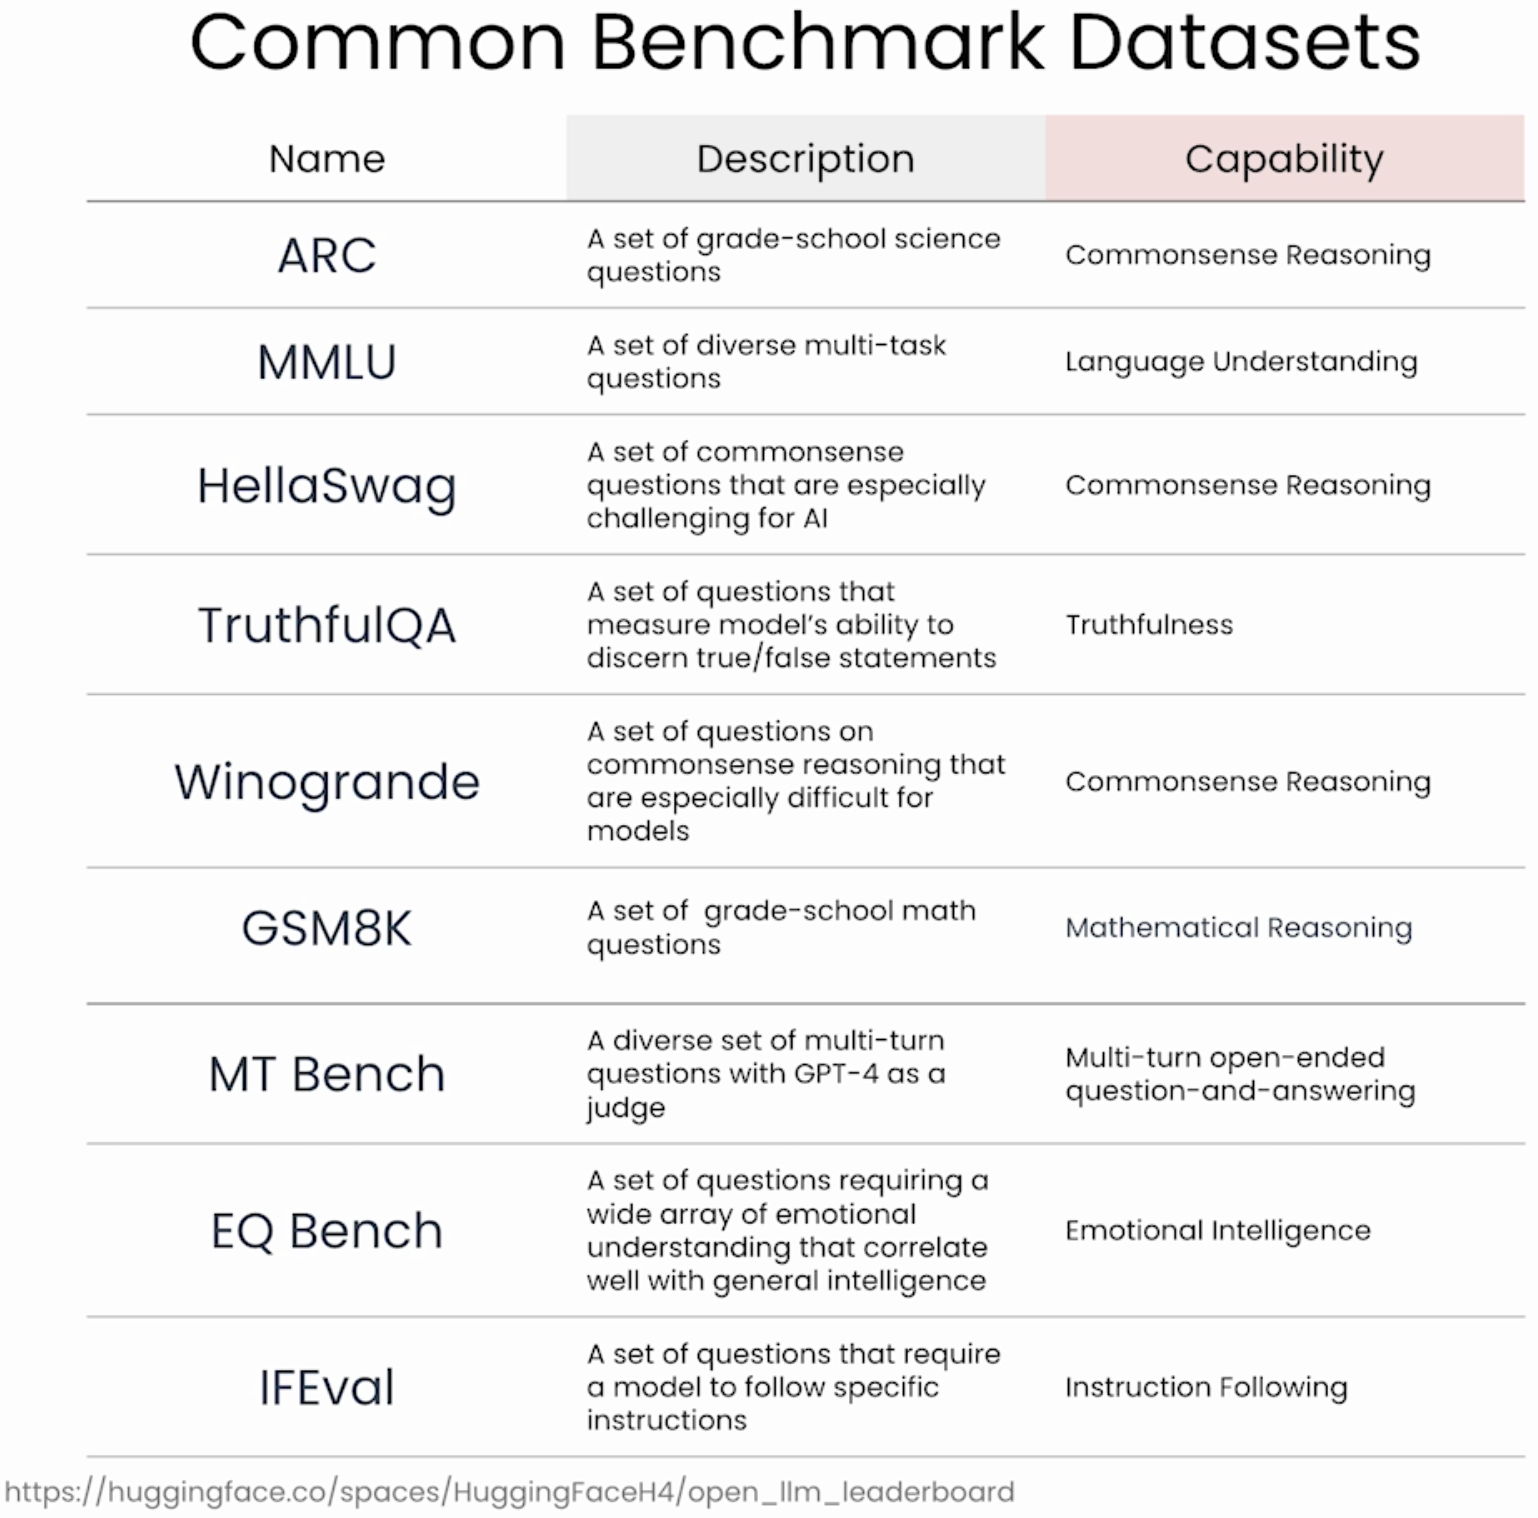 Common Benchmark Datasets
Name
Description
Capability
ARC
A set of grade-school science
questions
Commonsense Reasoning
MMLU
A set of diverse multi-task
questions
Language Understanding
HellaSwag
A set of commonsense
questions that are especially
challenging for AI
Commonsense Reasoning
TruthfulQA
A set of questions that
measure model’s ability to
discern true/false statements
Truthfulness
Winogrande
A set of questions on
commonsense reasoning that
are especially difficult for
models
Commonsense Reasoning
GSM8K
A set of  grade-school math
questions
Mathematical Reasoning
MT Bench
A diverse set of multi-turn
questions with GPT-4 as a
judge
Multi-turn open-ended
question-and-answering
EQ Bench
A set of questions requiring a
wide array of emotional
understanding that correlate
well with general intelligence
Emotional Intelligence
IFEval
A set of questions that require
a model to follow specific
instructions
Instruction Following
https://huggingface.co/spaces/HuggingFaceH4/open_llm_leaderboard